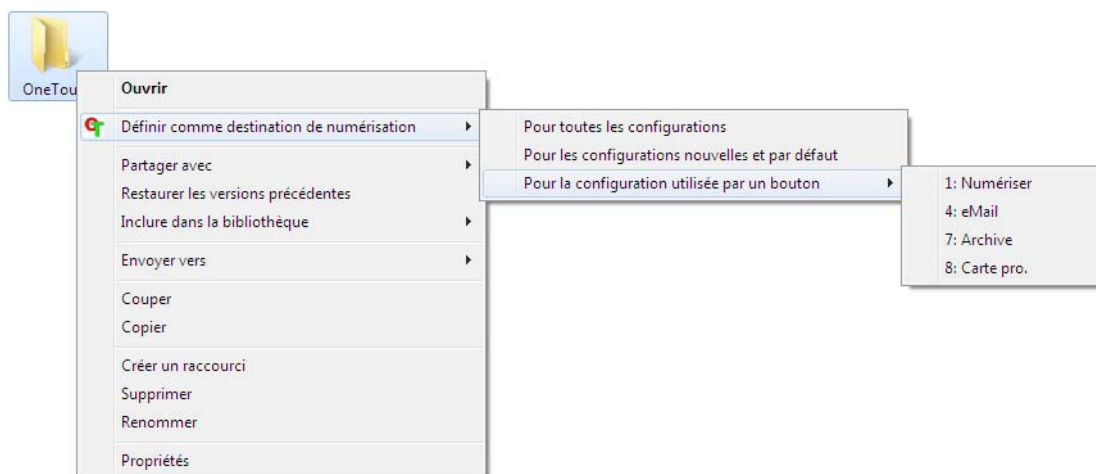 OneTou
Ouvrir
Définir comme destination de numérisation
Partager avec
Restaurer les versions précédentes
Inclure dans la bibliothèque
Envoyer vers
Couper
Copier
Créer un raccourci
Supprimer
Renommer
Propriétés
Pour toutes les configurations
Pour les configurations nouvelles et par défaut
Pour la configuration utilisée par un bouton
1: Numériser
4: eMail
7: Archive
8: Carte pro.